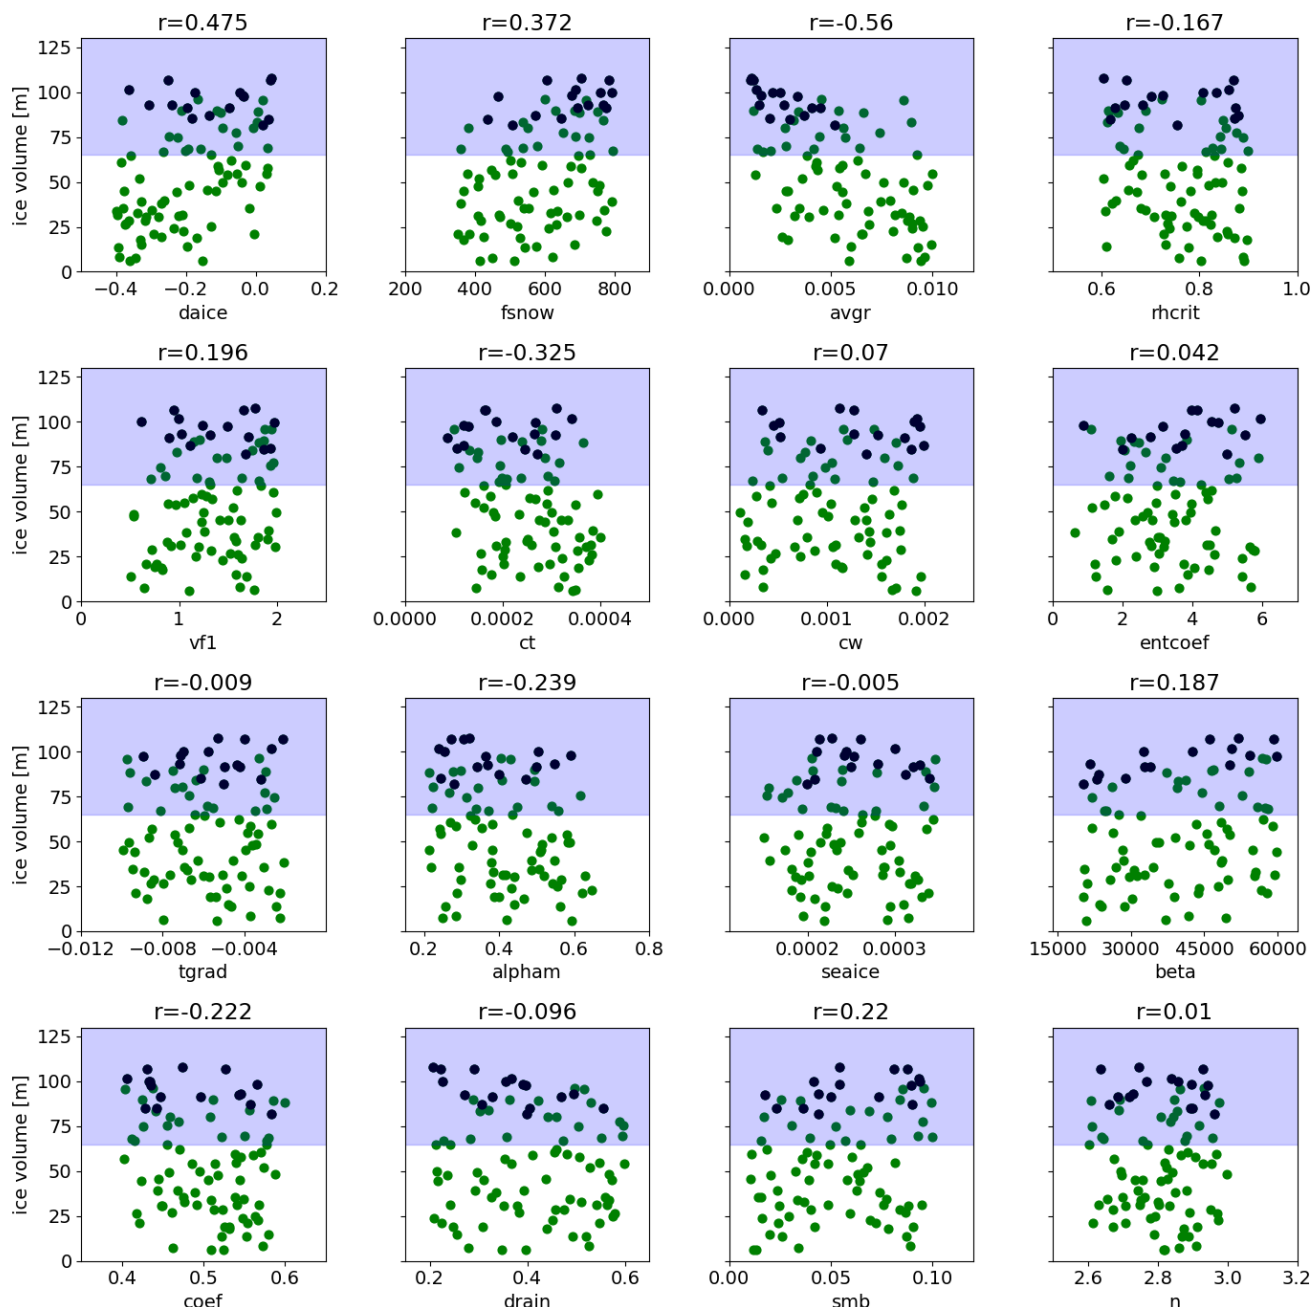 r=0.475 r=0.372 r=-0.56 r=-0.167
ice volume [m]
125
100
75
50
25
0
−0.4 −0.2 0.0 0.2 200 400 600 800 0.000 0.005 0.010 0.6 0.8 1.0
daice fsnow avgr rhcrit
r=0.196 r=-0.325 r=0.07 r=0.042
ice volume [m]
125
100
75
50
25
0
0 1 2 0.0000 0.0002 0.0004 0.000 0.001 0.002 0 2 4 6
vf1 ct cw entcoef
r=-0.009 r=-0.239 r=-0.005 r=0.187
ice volume [m]
125
100
75
50
25
0
−0.012 −0.008 −0.004 0.2 0.4 0.6 0.8 0.0002 0.0003 15000 30000 45000 60000
tgrad alpham seaice beta
r=-0.222 r=-0.096 r=0.22 r=0.01
ice volume [m]
125
100
75
50
25
0
0.4 0.5 0.6 0.2 0.4 0.6 0.00 0.05 0.10 2.6 2.8 3.0 3.2
coef drain smb n